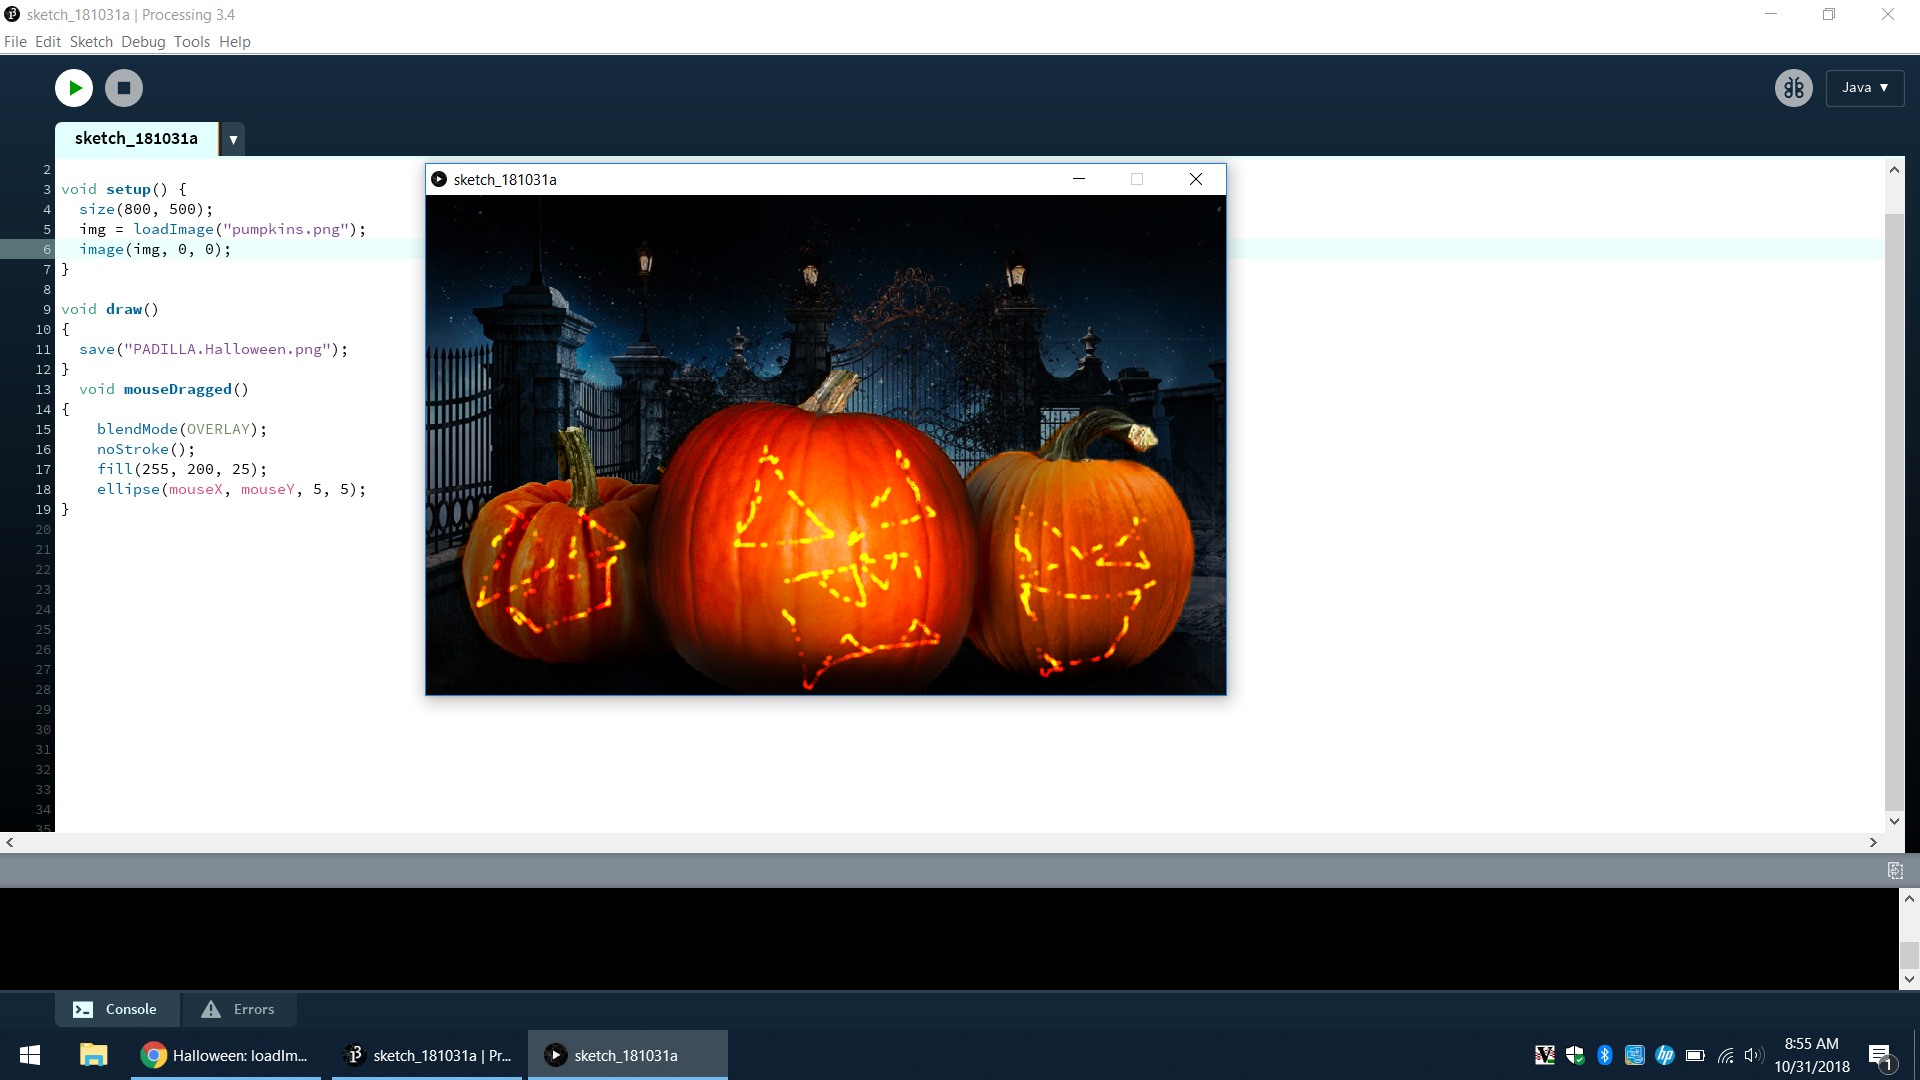 sketch_181031a | Processing 3.4
File Edit Sketch Debug Tools Help
Java ▼
sketch_181031a ▼
sketch_181031a
2
3 void setup() {
4 size(800, 500);
5 img = loadImage("pumpkins.png");
6 image(img, 0, 0);
7 }
8
9 void draw()
10 {
11 save("PADILLA.Halloween.png");
12 }
13 void mouseDragged()
14 {
15 blendMode(OVERLAY);
16 noStroke();
17 fill(255, 200, 25);
18 ellipse(mouseX, mouseY, 5, 5);
19 }
20
21
22
23
24
25
26
27
28
29
30
31
32
33
34
35
Console Errors
Halloween: loadIm... sketch_181031a | Pr... sketch_181031a
8:55 AM
10/31/2018
1